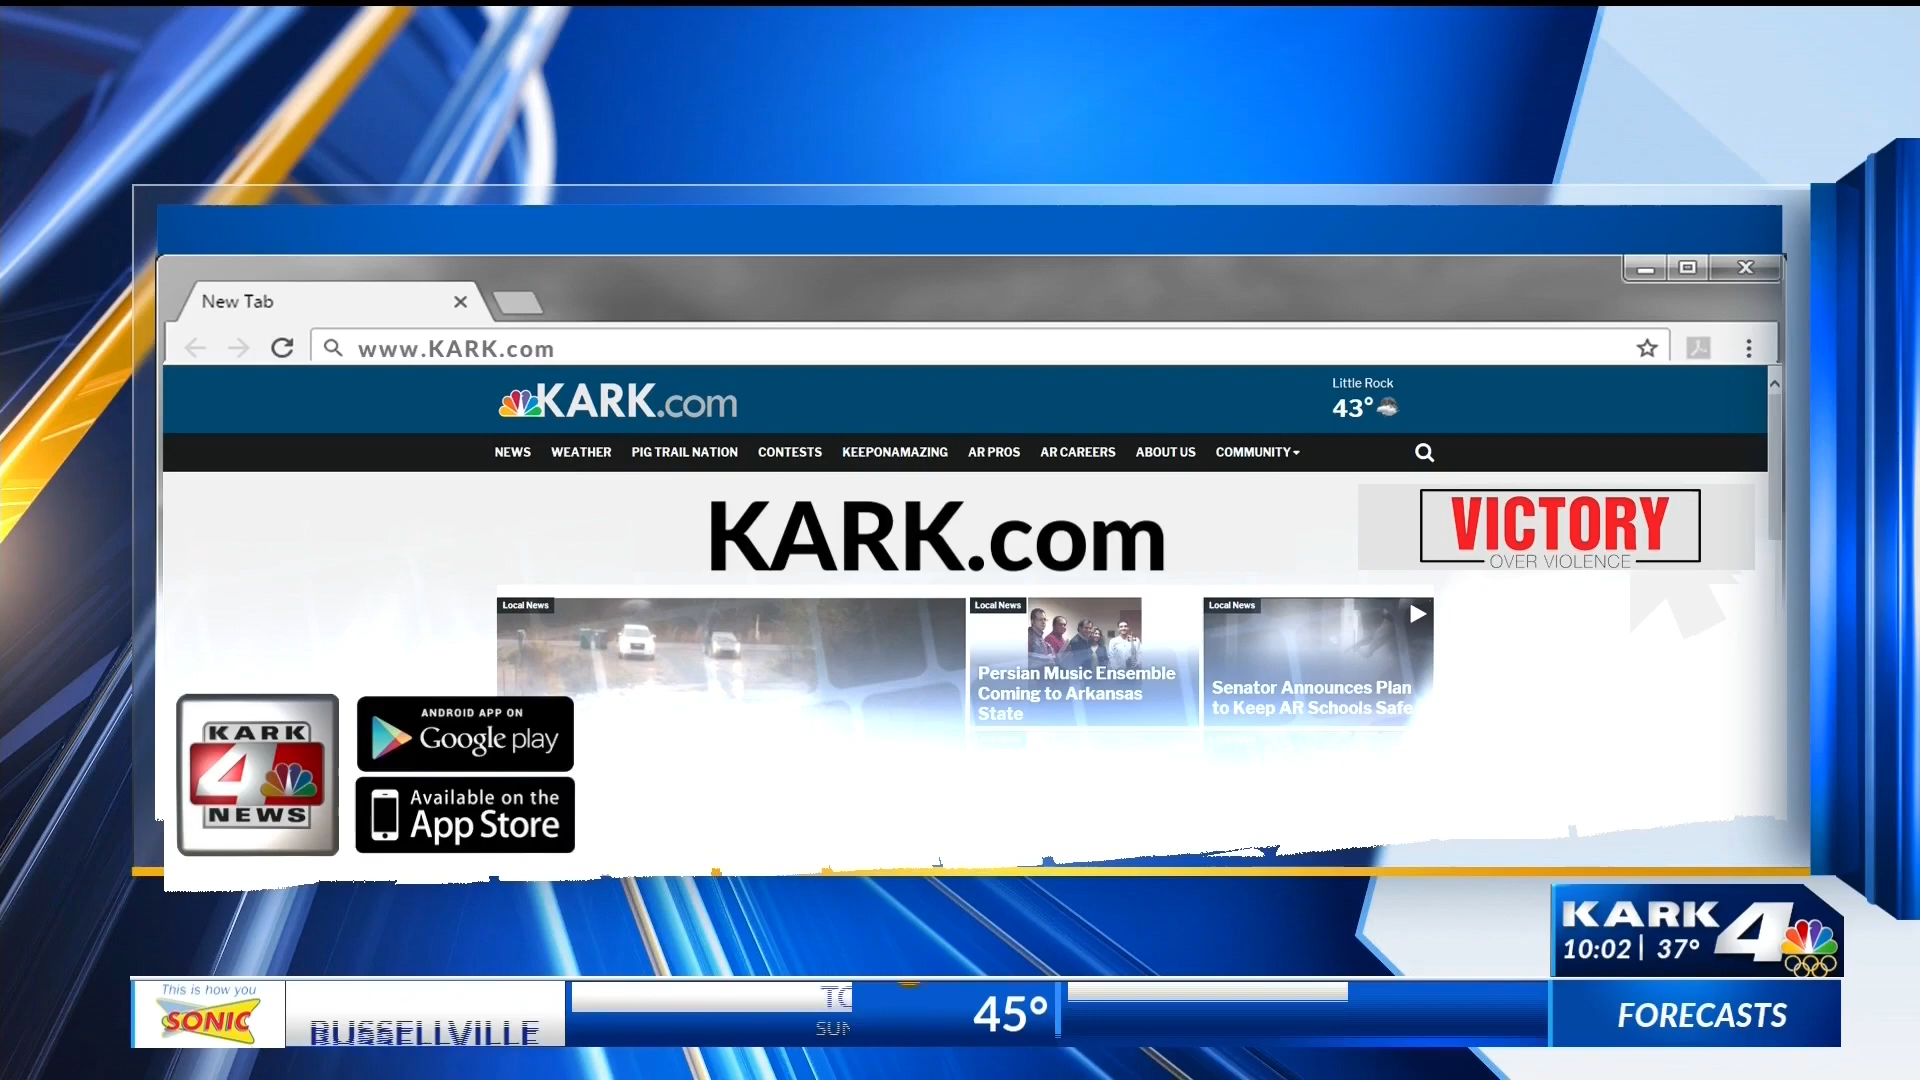 New Tab
www.KARK.com
KARK.com
Little Rock
43°
NEWS WEATHER PIG TRAIL NATION CONTESTS KEEPONAMAZING AR PROS AR CAREERS ABOUT US COMMUNITY
KARK.com
VICTORY
OVER VIOLENCE
Local News
Local News
Persian Music Ensemble
Coming to Arkansas
State
Local News
Senator Announces Plan
to Keep AR Schools Safe
KARK
4
NEWS
ANDROID APP ON
Google play
Available on the
App Store
KARK 4
10:02 | 37°
This is how you
SONIC
RUSSELLVILLE
45°
FORECASTS